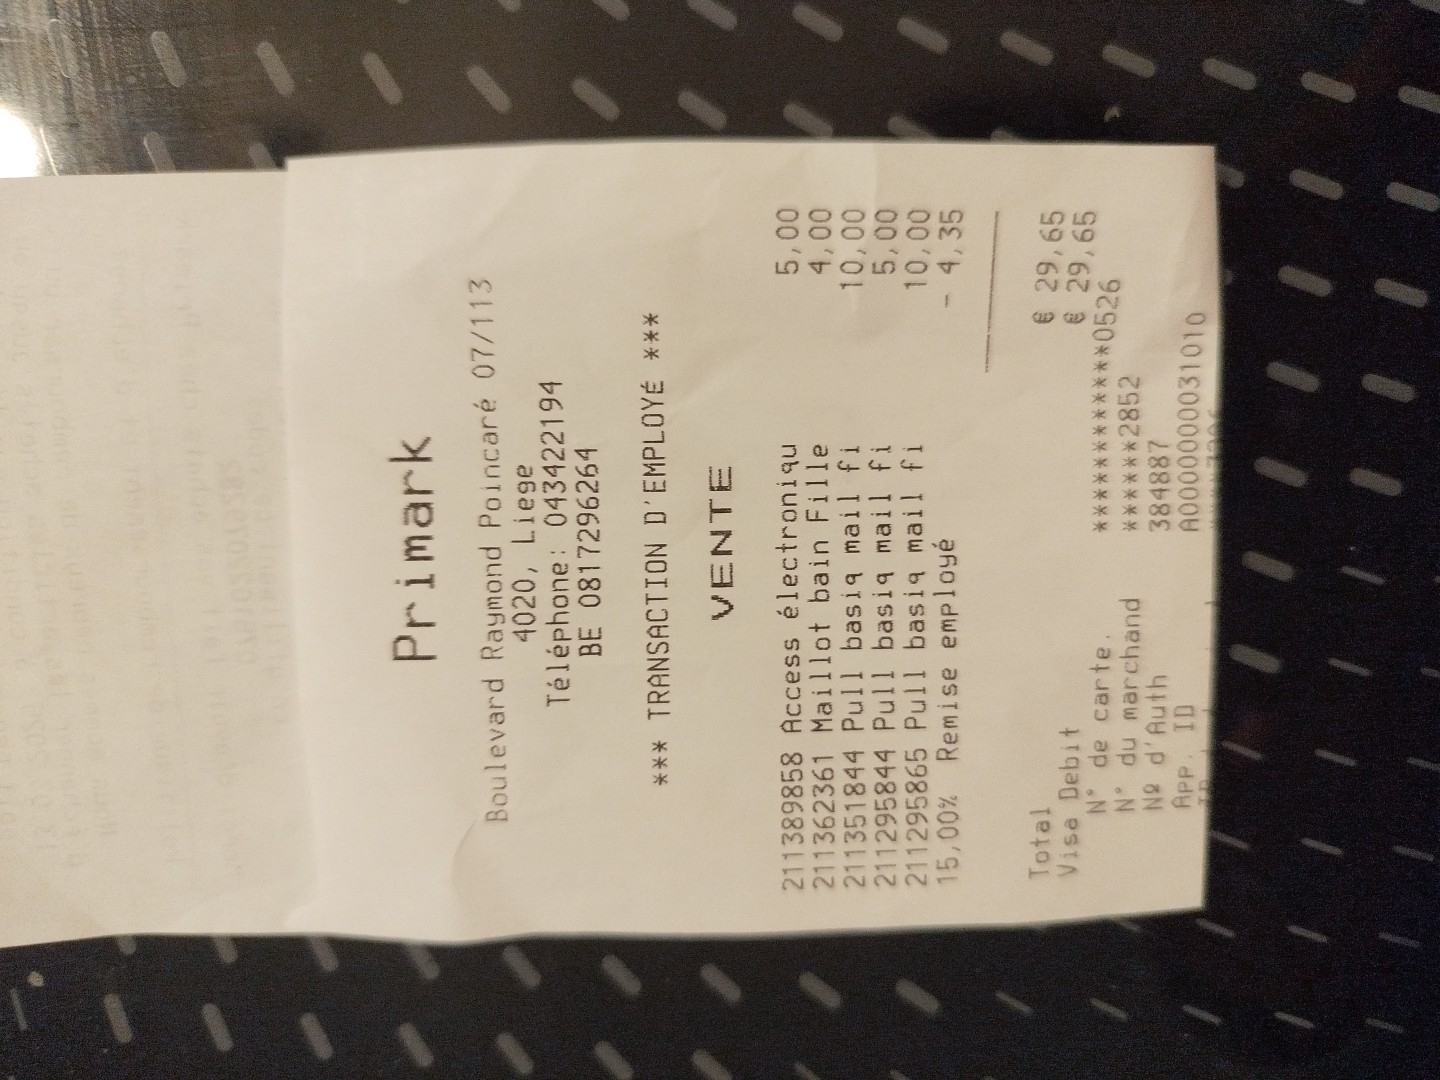 Primark
Boulevard Raymond Poincaré 07/113
4020, Liege
Téléphone: 043422194
BE 0817296264
*** TRANSACTION D'EMPLOYÉ ***
VENTE
211389858 Access électroniqu 5,00
211362361 Maillot bain Fille 4,00
211351844 Pull basiq mail fi 10,00
211295844 Pull basiq mail fi 5,00
211295865 Pull basiq mail fi 10,00
15,00% Remise employé - 4,35
Total € 29,65
Visa Debit € 29,65
N° de carte. ************0526
N° du marchand ******2852
Nº d'Auth 384887
App. ID A0000000031010